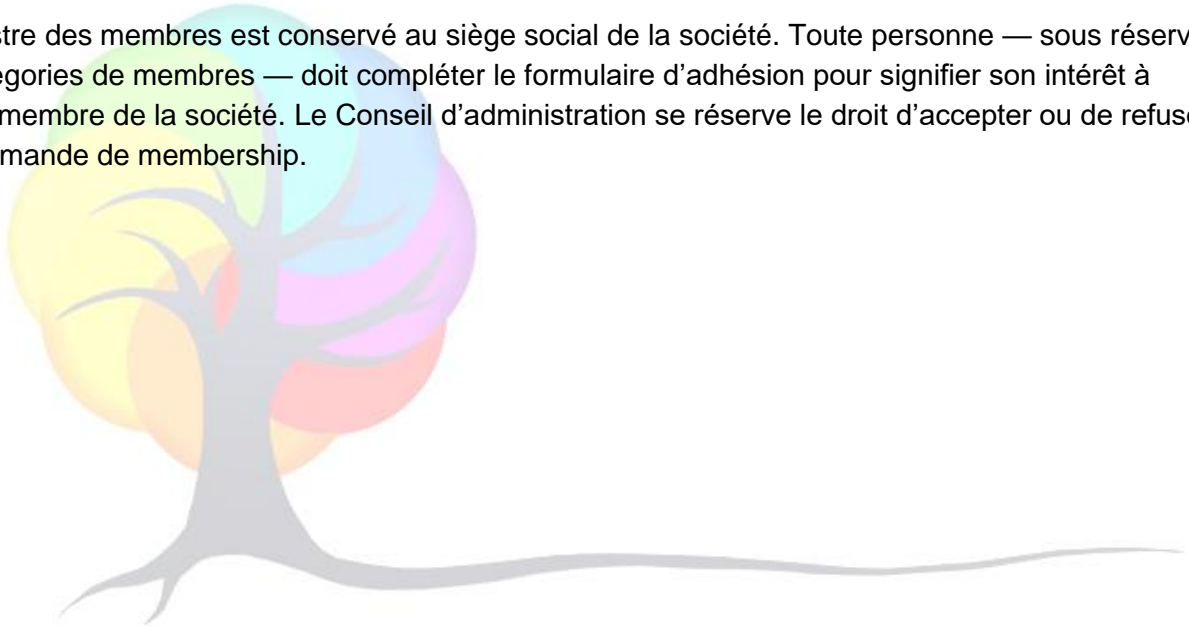 stre des membres est conservé au siège social de la société. Toute personne — sous réserv
égories de membres — doit compléter le formulaire d’adhésion pour signifier son intérêt à
membre de la société. Le Conseil d’administration se réserve le droit d’accepter ou de refuse
mande de membership.